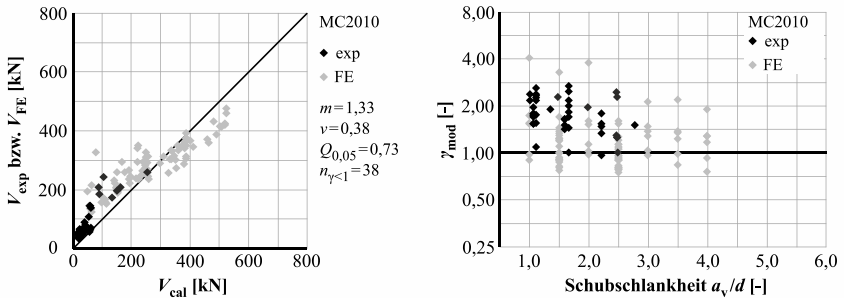 800
600
400
200
0
0
200
400
600
800
V_exp bzw. V_FE [kN]
V_cal [kN]
MC2010
exp
FE
m=1,33
v=0,38
Q_0,05=0,73
n_γ<1=38
8,00
4,00
2,00
1,00
0,50
0,25
1,0
2,0
3,0
4,0
5,0
6,0
γ_mod [-]
Schubschlankheit a_v/d [-]
MC2010
exp
FE